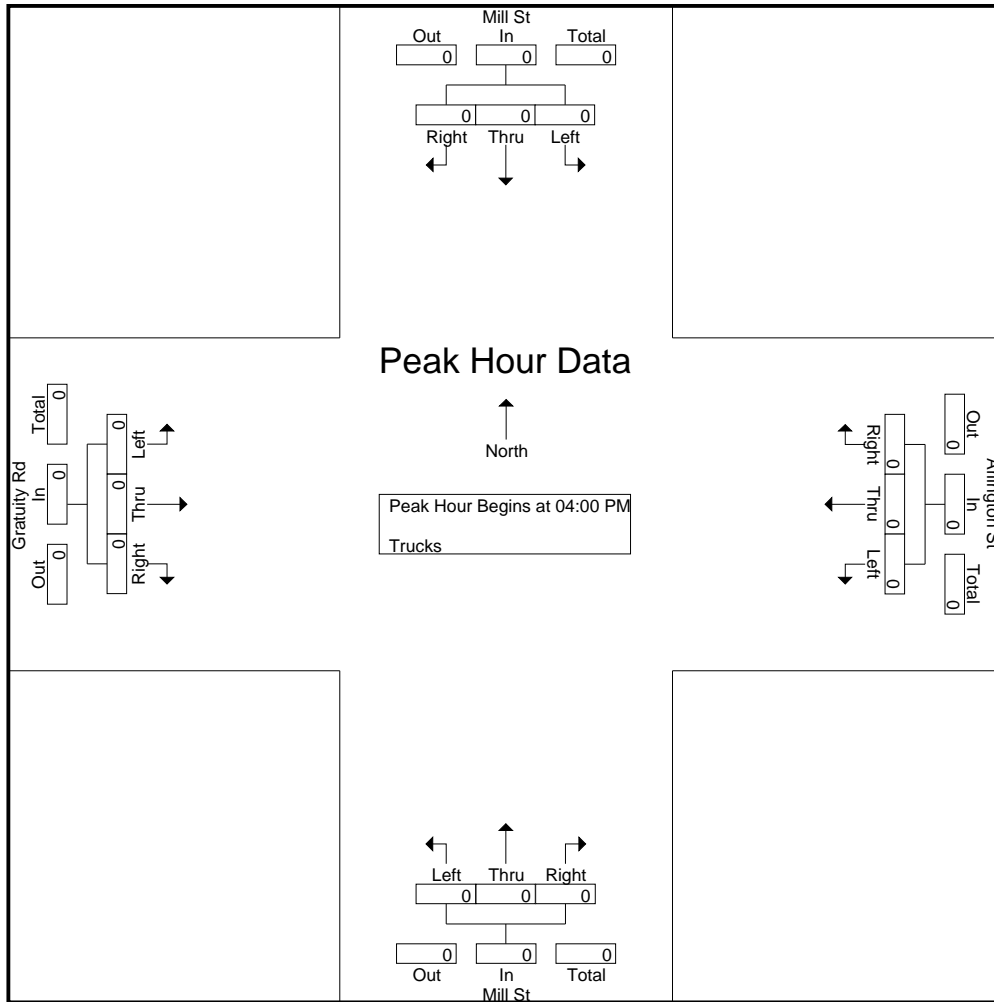 Mill St
Out In Total
0 0 0
0 0 0
Right Thru Left
Peak Hour Data
North
Peak Hour Begins at 04:00 PM
Trucks
Gratuity Rd
Out In Total
0 0 0
Right Thru Left
0 0 0
Out In Total
0 0 0
Right Thru Left
0 0 0
Left Thru Right
0 0 0
0 0 0
Out In Total
Mill St